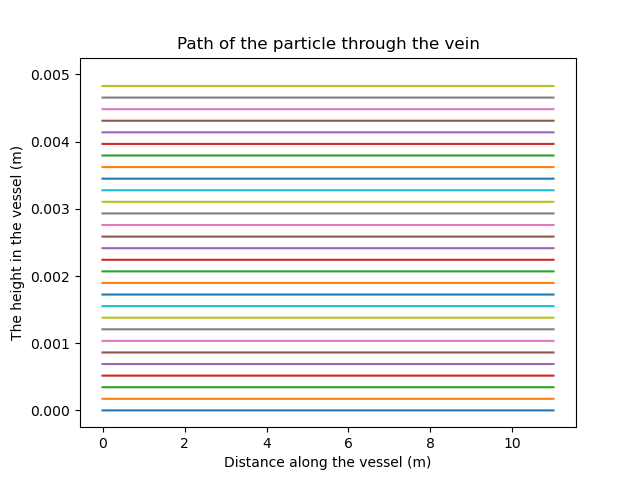 Path of the particle through the vein
0.005
0.004
0.003
0.002
0.001
0.000
The height in the vessel (m)
0 2 4 6 8 10
Distance along the vessel (m)